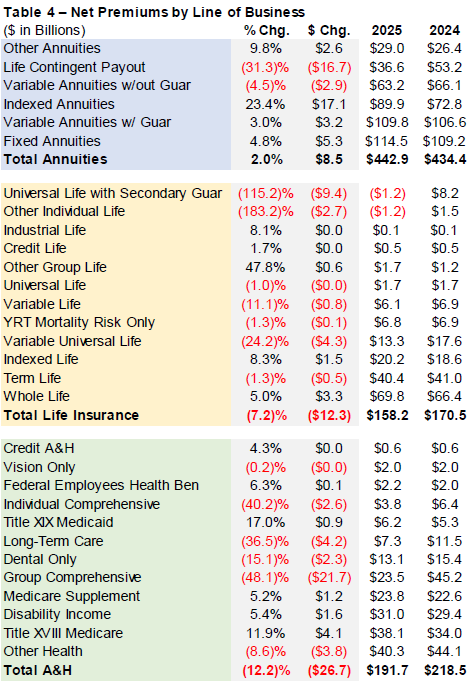 Table 4 – Net Premiums by Line of Business
($ in Billions) % Chg. $ Chg. 2025 2024
Other Annuities 9.8% $2.6 $29.0 $26.4
Life Contingent Payout (31.3)% ($16.7) $36.6 $53.2
Variable Annuities w/out Guar (4.5)% ($2.9) $63.2 $66.1
Indexed Annuities 23.4% $17.1 $89.9 $72.8
Variable Annuities w/ Guar 3.0% $3.2 $109.8 $106.6
Fixed Annuities 4.8% $5.3 $114.5 $109.2
Total Annuities 2.0% $8.5 $442.9 $434.4
Universal Life with Secondary Guar (115.2)% ($9.4) ($1.2) $8.2
Other Individual Life (183.2)% ($2.7) ($1.2) $1.5
Industrial Life 8.1% $0.0 $0.1 $0.1
Credit Life 1.7% $0.0 $0.5 $0.5
Other Group Life 47.8% $0.6 $1.7 $1.2
Universal Life (1.0)% ($0.0) $1.7 $1.7
Variable Life (11.1)% ($0.8) $6.1 $6.9
YRT Mortality Risk Only (1.3)% ($0.1) $6.8 $6.9
Variable Universal Life (24.2)% ($4.3) $13.3 $17.6
Indexed Life 8.3% $1.5 $20.2 $18.6
Term Life (1.3)% ($0.5) $40.4 $41.0
Whole Life 5.0% $3.3 $69.8 $66.4
Total Life Insurance (7.2)% ($12.3) $158.2 $170.5
Credit A&H 4.3% $0.0 $0.6 $0.6
Vision Only (0.2)% ($0.0) $2.0 $2.0
Federal Employees Health Ben 6.3% $0.1 $2.2 $2.0
Individual Comprehensive (40.2)% ($2.6) $3.8 $6.4
Title XIX Medicaid 17.0% $0.9 $6.2 $5.3
Long-Term Care (36.5)% ($4.2) $7.3 $11.5
Dental Only (15.1)% ($2.3) $13.1 $15.4
Group Comprehensive (48.1)% ($21.7) $23.5 $45.2
Medicare Supplement 5.2% $1.2 $23.8 $22.6
Disability Income 5.4% $1.6 $31.0 $29.4
Title XVIII Medicare 11.9% $4.1 $38.1 $34.0
Other Health (8.6)% ($3.8) $40.3 $44.1
Total A&H (12.2)% ($26.7) $191.7 $218.5